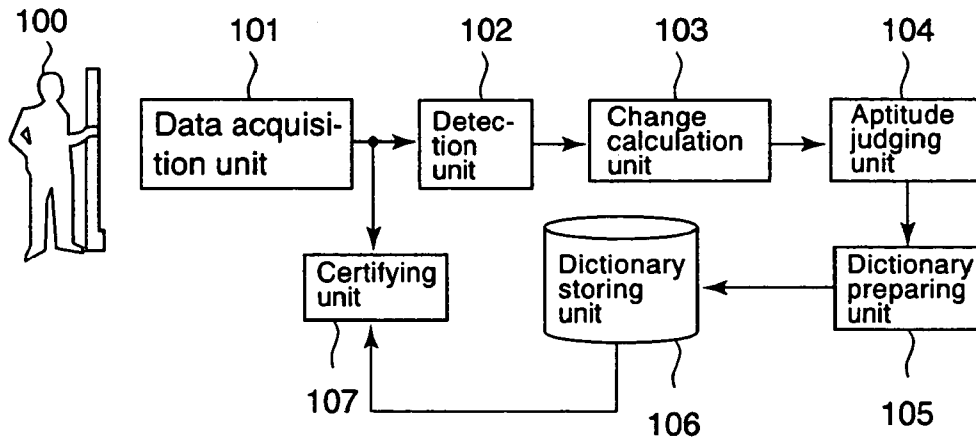 100
101
102
103
104
Data acquisi-
tion unit
Detec-
tion
unit
Change
calculation
unit
Aptitude
judging
unit
Certifying
unit
Dictionary
storing
unit
Dictionary
preparing
unit
107
106
105